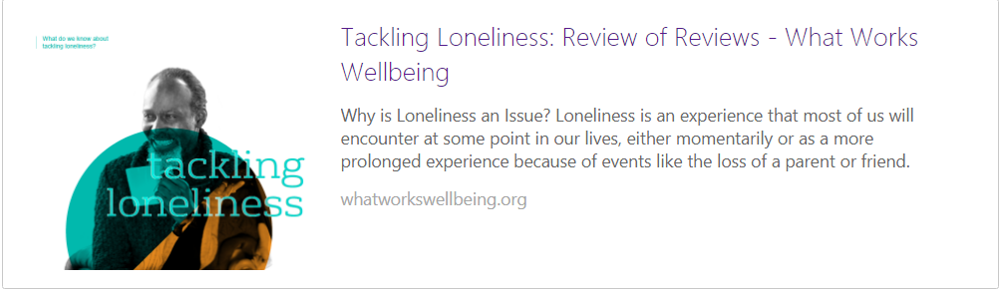 What do we know about
tackling loneliness?
tackling
loneliness
Tackling Loneliness: Review of Reviews - What Works
Wellbeing
Why is Loneliness an Issue? Loneliness is an experience that most of us will
encounter at some point in our lives, either momentarily or as a more
prolonged experience because of events like the loss of a parent or friend.
whatworkswellbeing.org